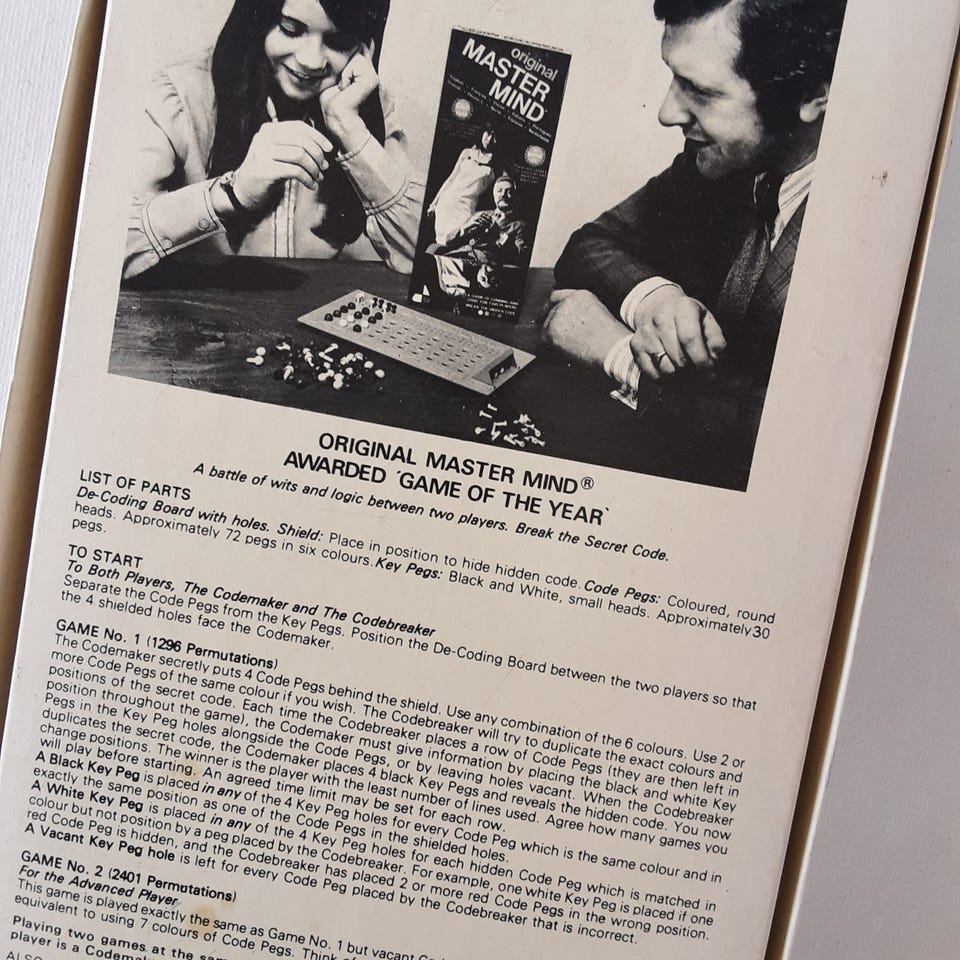 original
MASTER
MIND
ORIGINAL MASTER MIND®
AWARDED ‘GAME OF THE YEAR‘
A battle of wits and logic between two players. Break the Secret Code.
LIST OF PARTS
De-Coding Board with holes. Shield: Place in position to hide hidden code. Code Pegs: Coloured, round
heads. Approximately 72 pegs in six colours. Key Pegs: Black and White, small heads. Approximately 30
pegs.
TO START
To Both Players, The Codemaker and The Codebreaker
Separate the Code Pegs from the Key Pegs. Position the De-Coding Board between the two players so that
the 4 shielded holes face the Codemaker.
GAME No. 1 (1296 Permutations)
The Codemaker secretly puts 4 Code Pegs behind the shield. Use any combination of the 6 colours. Use 2 or
more Code Pegs of the same colour if you wish. The Codebreaker will try to duplicate the exact colours and
positions of the secret code. Each time the Codebreaker places a row of Code Pegs (they are then left in
position throughout the game), the Codemaker must give information by placing the black and white Key
Pegs in the Key Peg holes alongside the Code Pegs, or by leaving holes vacant. When the Codebreaker
duplicates the secret code, the Codemaker places 4 black Key Pegs and reveals the hidden code. You now
change positions. The winner is the player with the least number of lines used. Agree how many games you
will play before starting. An agreed time limit may be set for each row.
A Black Key Peg is placed in any of the 4 Key Peg holes for every Code Peg which is the same colour and in
exactly the same position as one of the Code Pegs in the shielded holes.
A White Key Peg is placed in any of the 4 Key Peg holes for each hidden Code Peg which is matched in
colour but not position by a peg placed by the Codebreaker. For example, one white Key Peg is placed if one
red Code Peg is hidden, and the Codebreaker has placed 2 or more red Code Pegs in the wrong position.
A Vacant Key Peg hole is left for every Code Peg placed by the Codebreaker that is incorrect.
GAME No. 2 (2401 Permutations)
For the Advanced Player
This game is played exactly the same as Game No. 1 but vacant
equivalent to using 7 colours of Code Pegs. Think
Playing two games at the
player is a